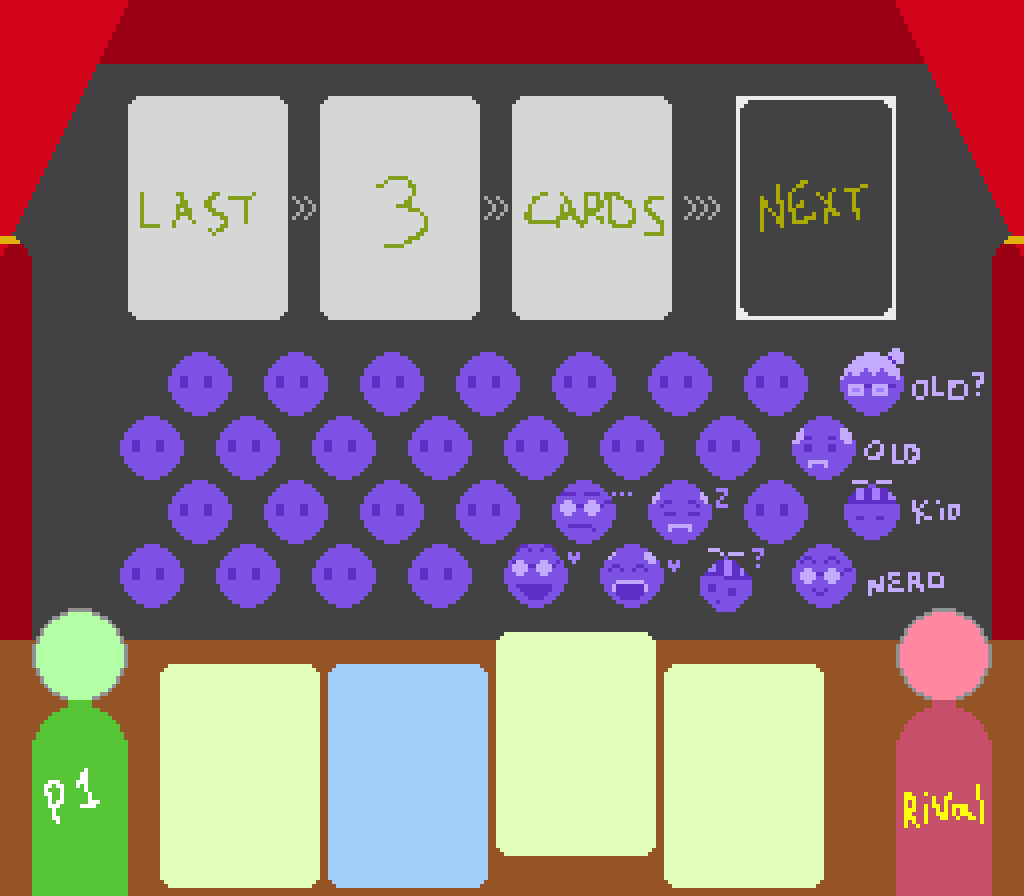 LAST » 3 » CARDS »› NEXT
OLD?
OLD
... z KiD
? NERD
P1
Rival